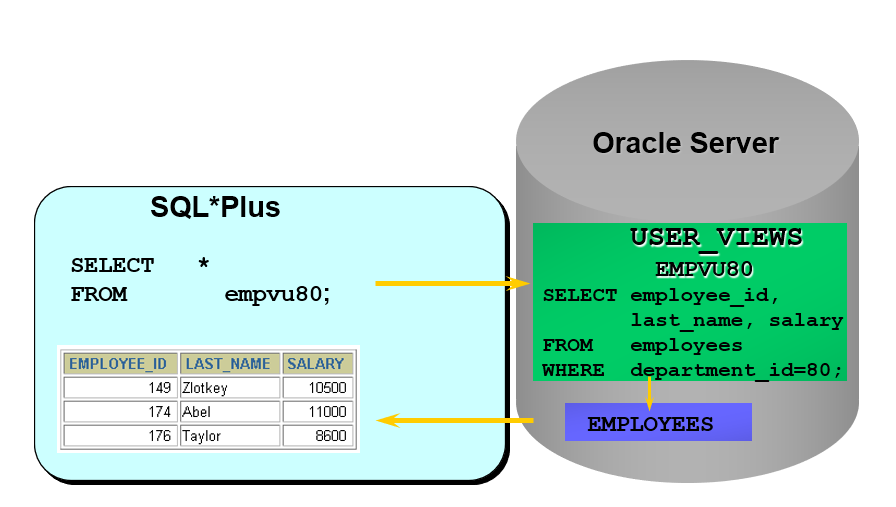 Oracle Server
SQL*Plus
SELECT *
FROM empvu80;
USER_VIEWS
EMPVU80
SELECT employee_id,
last_name, salary
FROM employees
WHERE department_id=80;
EMPLOYEES
EMPLOYEE_ID LAST_NAME SALARY
149 Zlotkey 10500
174 Abel 11000
176 Taylor 8600